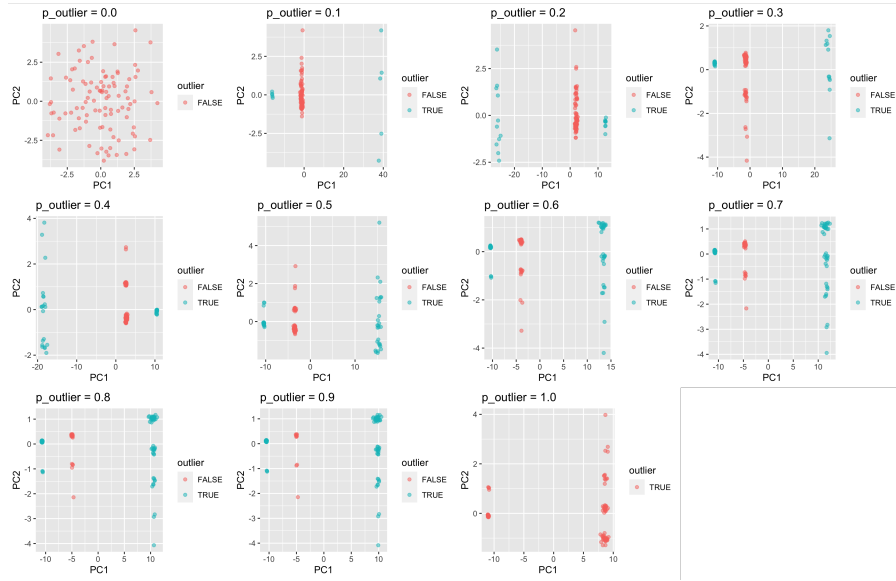 p_outlier = 0.0
PC2
2.5
0.0
-2.5
-2.5 0.0 2.5
PC1
outlier
FALSE
p_outlier = 0.1
PC2
2.5
0.0
-2.5
0 10 20 30 40
PC1
outlier
FALSE
TRUE
p_outlier = 0.2
PC2
2.5
0.0
-2.5
-20 -10 0 10
PC1
outlier
FALSE
TRUE
p_outlier = 0.3
PC2
2
0
-2
-4
-10 0 10 20
PC1
outlier
FALSE
TRUE
p_outlier = 0.4
PC2
4
2
0
-2
-20 -10 0 10
PC1
outlier
FALSE
TRUE
p_outlier = 0.5
PC2
4
2
0
-10 -5 0 5 10 15
PC1
outlier
FALSE
TRUE
p_outlier = 0.6
PC2
0
-2
-4
-10 -5 0 5 10 15
PC1
outlier
FALSE
TRUE
p_outlier = 0.7
PC2
1
0
-1
-2
-3
-4
-10 -5 0 5 10
PC1
outlier
FALSE
TRUE
p_outlier = 0.8
PC2
1
0
-1
-2
-3
-4
-10 -5 0 5 10
PC1
outlier
FALSE
TRUE
p_outlier = 0.9
PC2
1
0
-1
-2
-3
-4
-10 -5 0 5 10
PC1
outlier
FALSE
TRUE
p_outlier = 1.0
PC2
4
2
0
-10 -5 0 5 10
PC1
outlier
TRUE